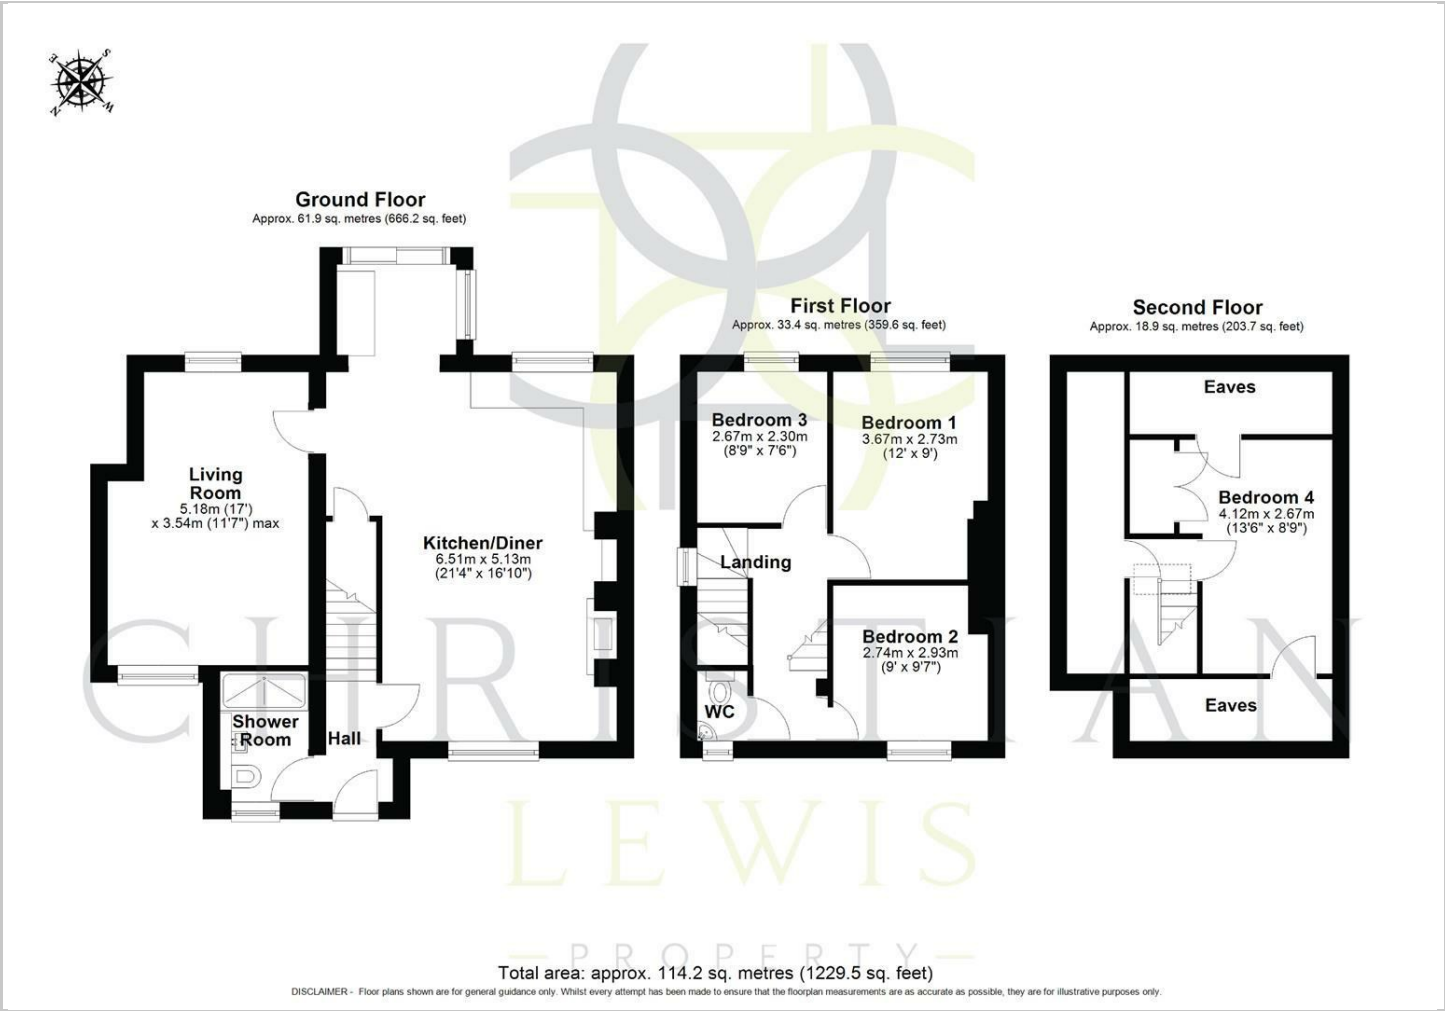 S
E
W
N
Ground Floor
Approx. 61.9 sq. metres (666.2 sq. feet)
First Floor
Approx. 33.4 sq. metres (359.6 sq. feet)
Second Floor
Approx. 18.9 sq. metres (203.7 sq. feet)
Living
Room
5.18m (17')
x 3.54m (11'7") max
Kitchen/Diner
6.51m x 5.13m
(21'4" x 16'10")
Shower
Room
Hall
Bedroom 3
2.67m x 2.30m
(8'9" x 7'6")
Bedroom 1
3.67m x 2.73m
(12' x 9')
Landing
Bedroom 2
2.74m x 2.93m
(9' x 9'7")
WC
Eaves
Bedroom 4
4.12m x 2.67m
(13'6" x 8'9")
Eaves
CHRISTIAN
LEWIS
PROPERTY
Total area: approx. 114.2 sq. metres (1229.5 sq. feet)
DISCLAIMER - Floor plans shown are for general guidance only. Whilst every attempt has been made to ensure that the floorplan measurements are as accurate as possible, they are for illustrative purposes only.